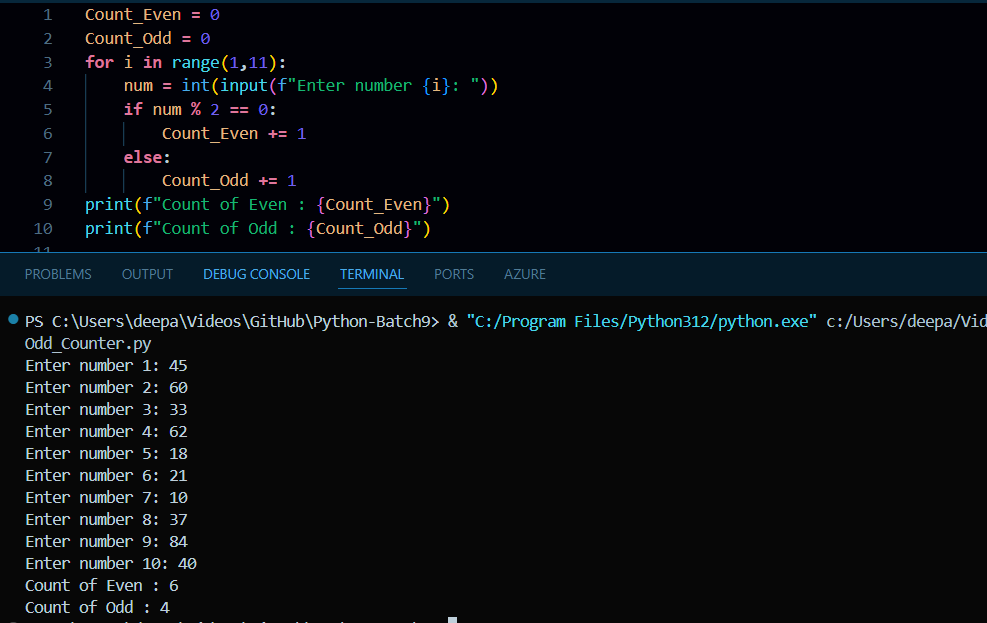 1 Count_Even = 0
2 Count_Odd = 0
3 for i in range(1,11):
4     num = int(input(f"Enter number {i}: "))
5     if num % 2 == 0:
6         Count_Even += 1
7     else:
8         Count_Odd += 1
9 print(f"Count of Even : {Count_Even}")
10 print(f"Count of Odd : {Count_Odd}")
11
PROBLEMS OUTPUT DEBUG CONSOLE TERMINAL PORTS AZURE
PS C:\Users\deepa\Videos\GitHub\Python-Batch9> & "C:/Program Files/Python312/python.exe" c:/Users/deepa/Vid
Odd_Counter.py
Enter number 1: 45
Enter number 2: 60
Enter number 3: 33
Enter number 4: 62
Enter number 5: 18
Enter number 6: 21
Enter number 7: 10
Enter number 8: 37
Enter number 9: 84
Enter number 10: 40
Count of Even : 6
Count of Odd : 4